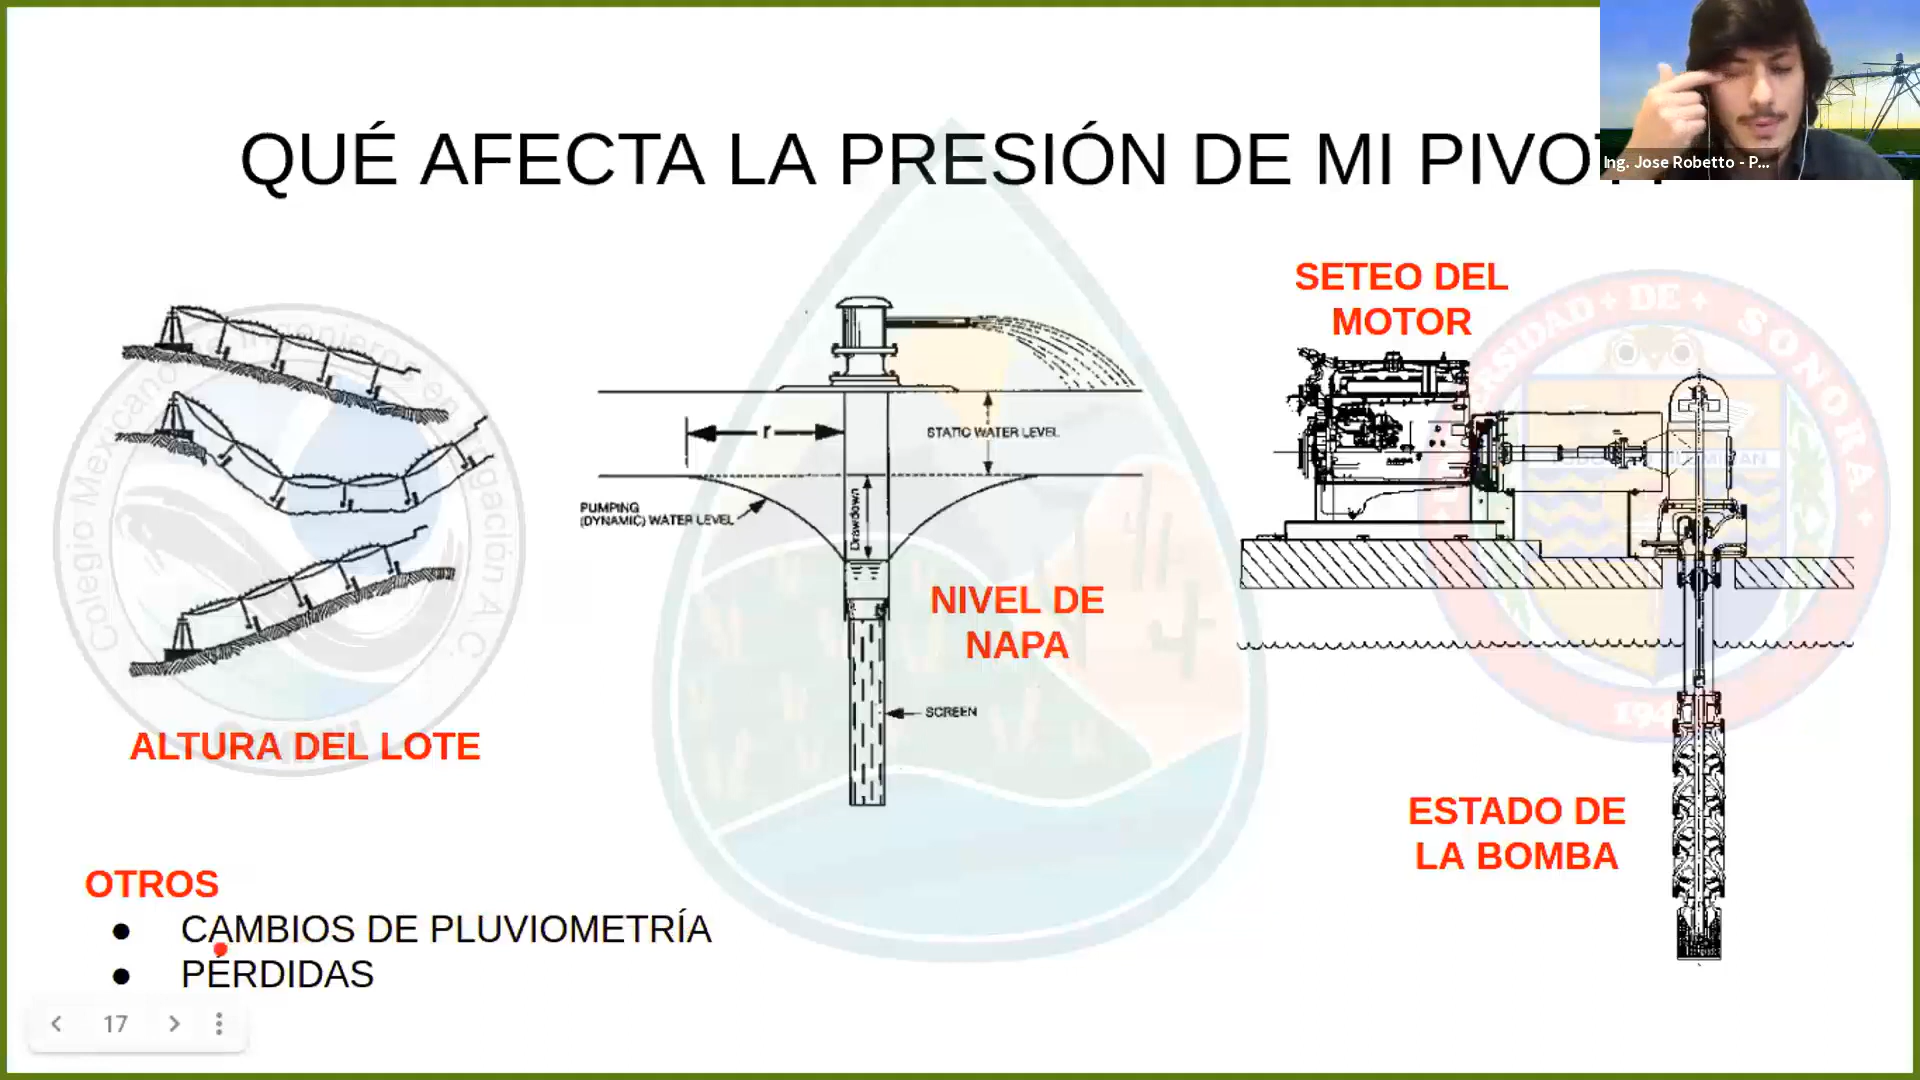 QUÉ AFECTA LA PRESIÓN DE MI PIVOT
Ing. Jose Robetto - P...
SETEO DEL
MOTOR
r
STATIC WATER LEVEL
PUMPING
(DYNAMIC) WATER LEVEL
Drawdown
NIVEL DE
NAPA
SCREEN
ALTURA DEL LOTE
ESTADO DE
LA BOMBA
OTROS
● CAMBIOS DE PLUVIOMETRÍA
● PÉRDIDAS
17